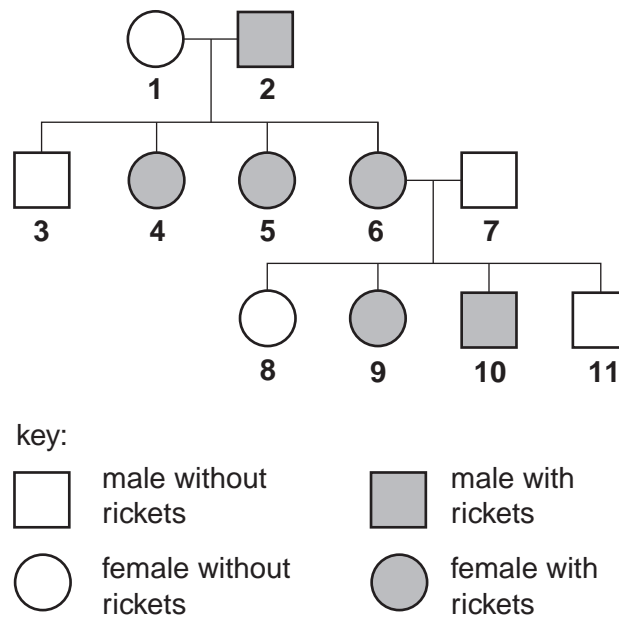 1 2
3 4 5 6 7
8 9 10 11
key:
male without
rickets
male with
rickets
female without
rickets
female with
rickets